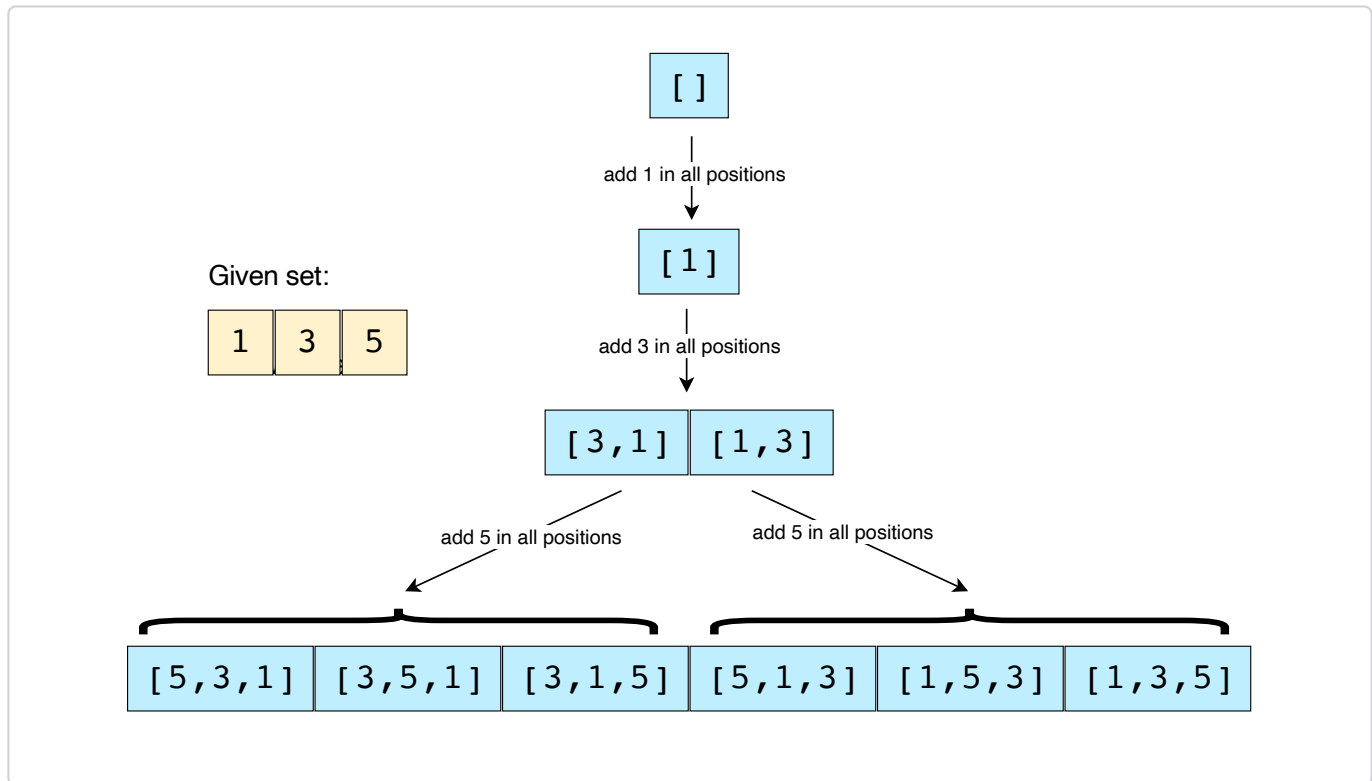 []
add 1 in all positions
[1]
Given set:
1 3 5
add 3 in all positions
[3,1] [1,3]
add 5 in all positions
add 5 in all positions
[5,3,1] [3,5,1] [3,1,5] [5,1,3] [1,5,3] [1,3,5]